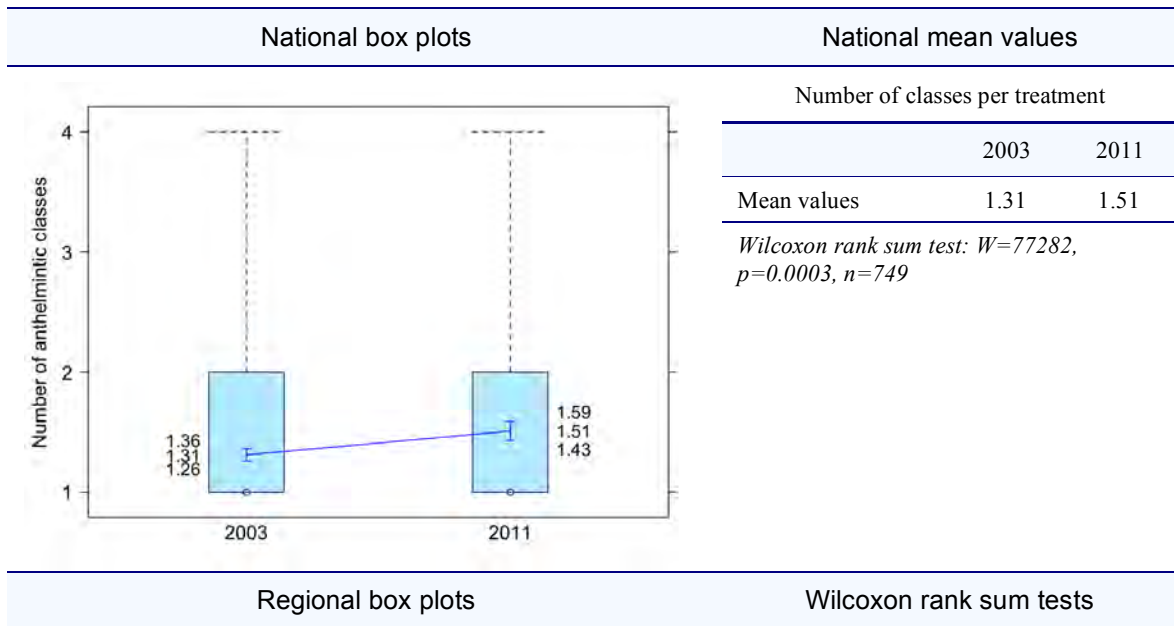 National box plots
National mean values
Number of anthelmintic classes
4
3
2
1
1.36
1.31
1.26
1.59
1.51
1.43
2003
2011
Number of classes per treatment
2003 2011
Mean values 1.31 1.51
Wilcoxon rank sum test: W=77282,
p=0.0003, n=749
Regional box plots
Wilcoxon rank sum tests